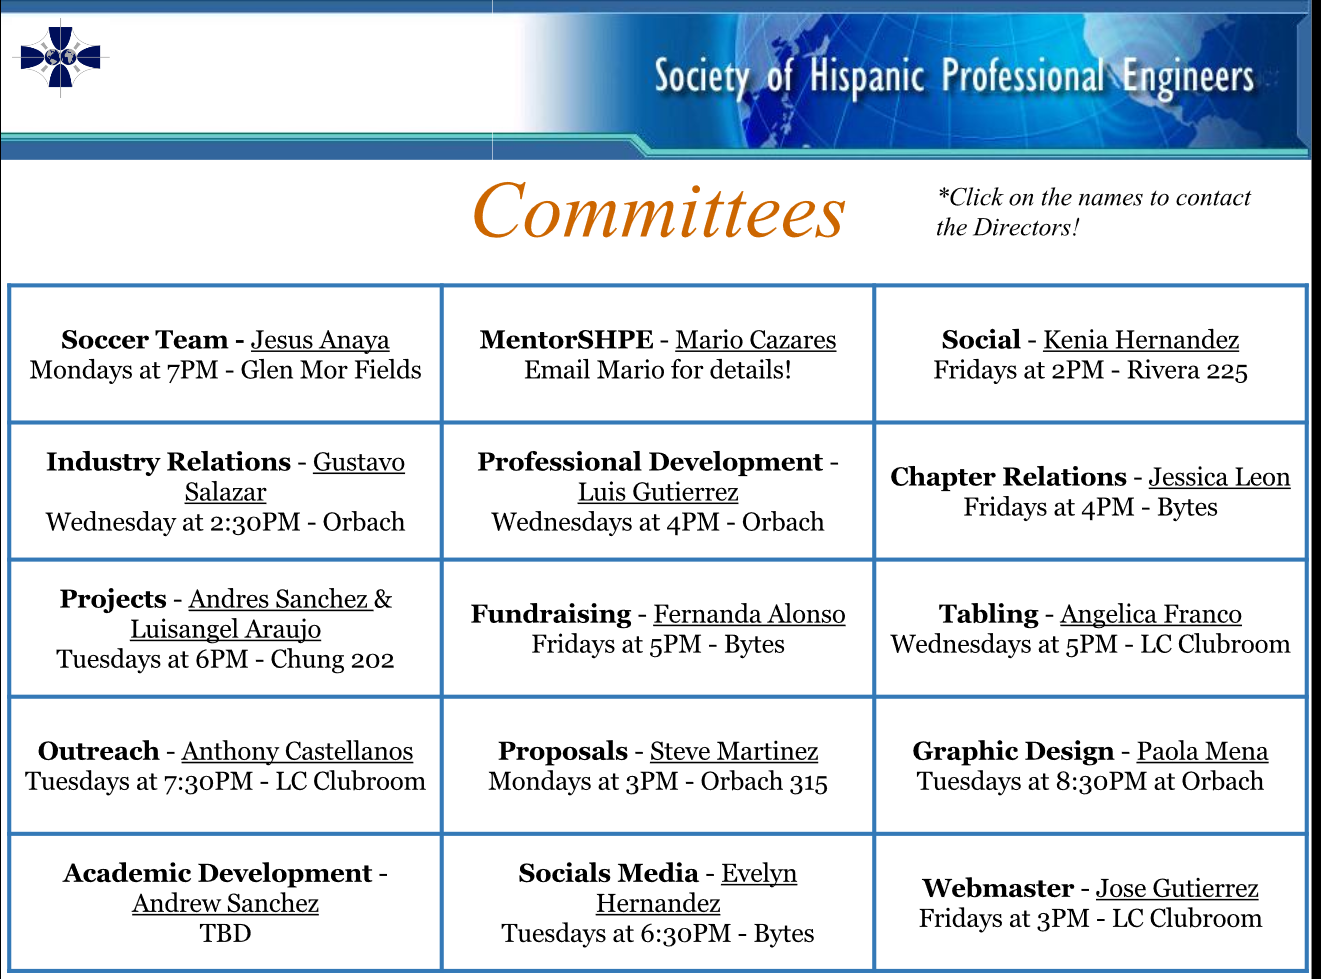 Society of Hispanic Professional Engineers
Committees
*Click on the names to contact
the Directors!
Soccer Team - Jesus Anaya
Mondays at 7PM - Glen Mor Fields
MentorSHPE - Mario Cazares
Email Mario for details!
Social - Kenia Hernandez
Fridays at 2PM - Rivera 225
Industry Relations - Gustavo
Salazar
Wednesday at 2:30PM - Orbach
Professional Development -
Luis Gutierrez
Wednesdays at 4PM - Orbach
Chapter Relations - Jessica Leon
Fridays at 4PM - Bytes
Projects - Andres Sanchez &
Luisangel Araujo
Tuesdays at 6PM - Chung 202
Fundraising - Fernanda Alonso
Fridays at 5PM - Bytes
Tabling - Angelica Franco
Wednesdays at 5PM - LC Clubroom
Outreach - Anthony Castellanos
Tuesdays at 7:30PM - LC Clubroom
Proposals - Steve Martinez
Mondays at 3PM - Orbach 315
Graphic Design - Paola Mena
Tuesdays at 8:30PM at Orbach
Academic Development -
Andrew Sanchez
TBD
Socials Media - Evelyn
Hernandez
Tuesdays at 6:30PM - Bytes
Webmaster - Jose Gutierrez
Fridays at 3PM - LC Clubroom